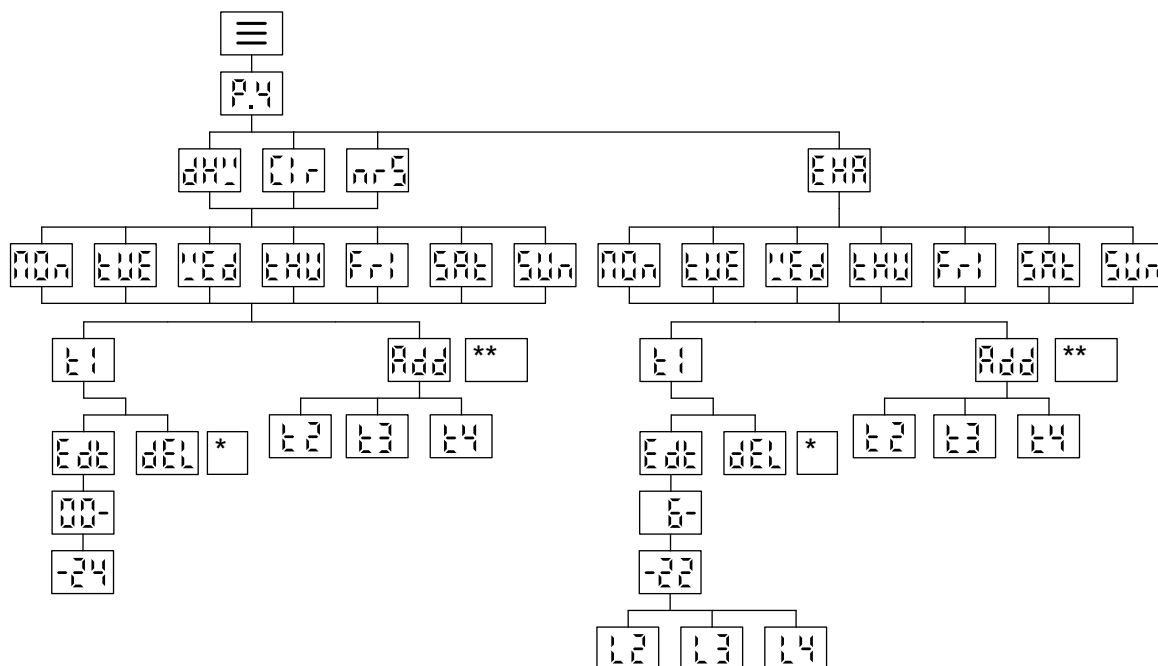 P.4
dHW CIr nrS EHA
MOn tUE WEd tHU FrI SAt SUn MOn tUE WEd tHU FrI SAt SUn
t1 Add ** t1 Add **
t2 t3 t4 t2 t3 t4
Edt dEL * Edt dEL *
00- 6-
-24 -22
L2 L3 L4